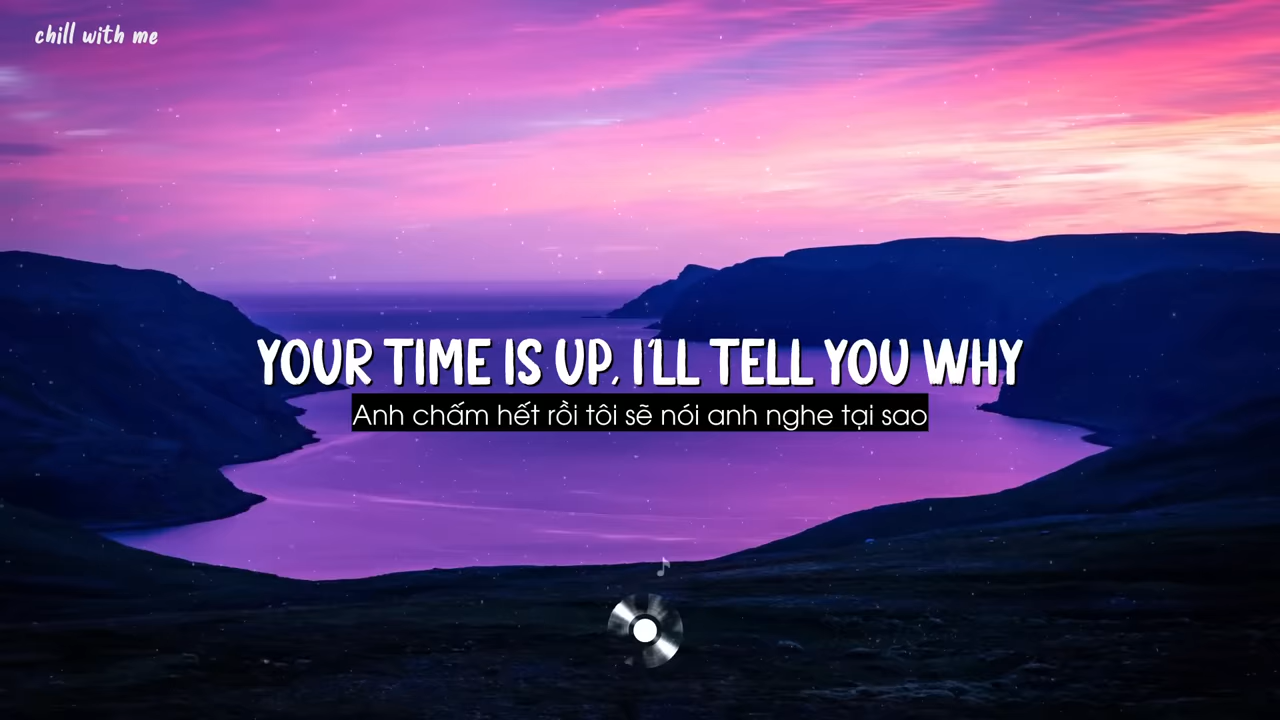 chill with me
YOUR TIME IS UP, I'LL TELL YOU WHY
Anh chấm hết rồi tôi sẽ nói anh nghe tại sao